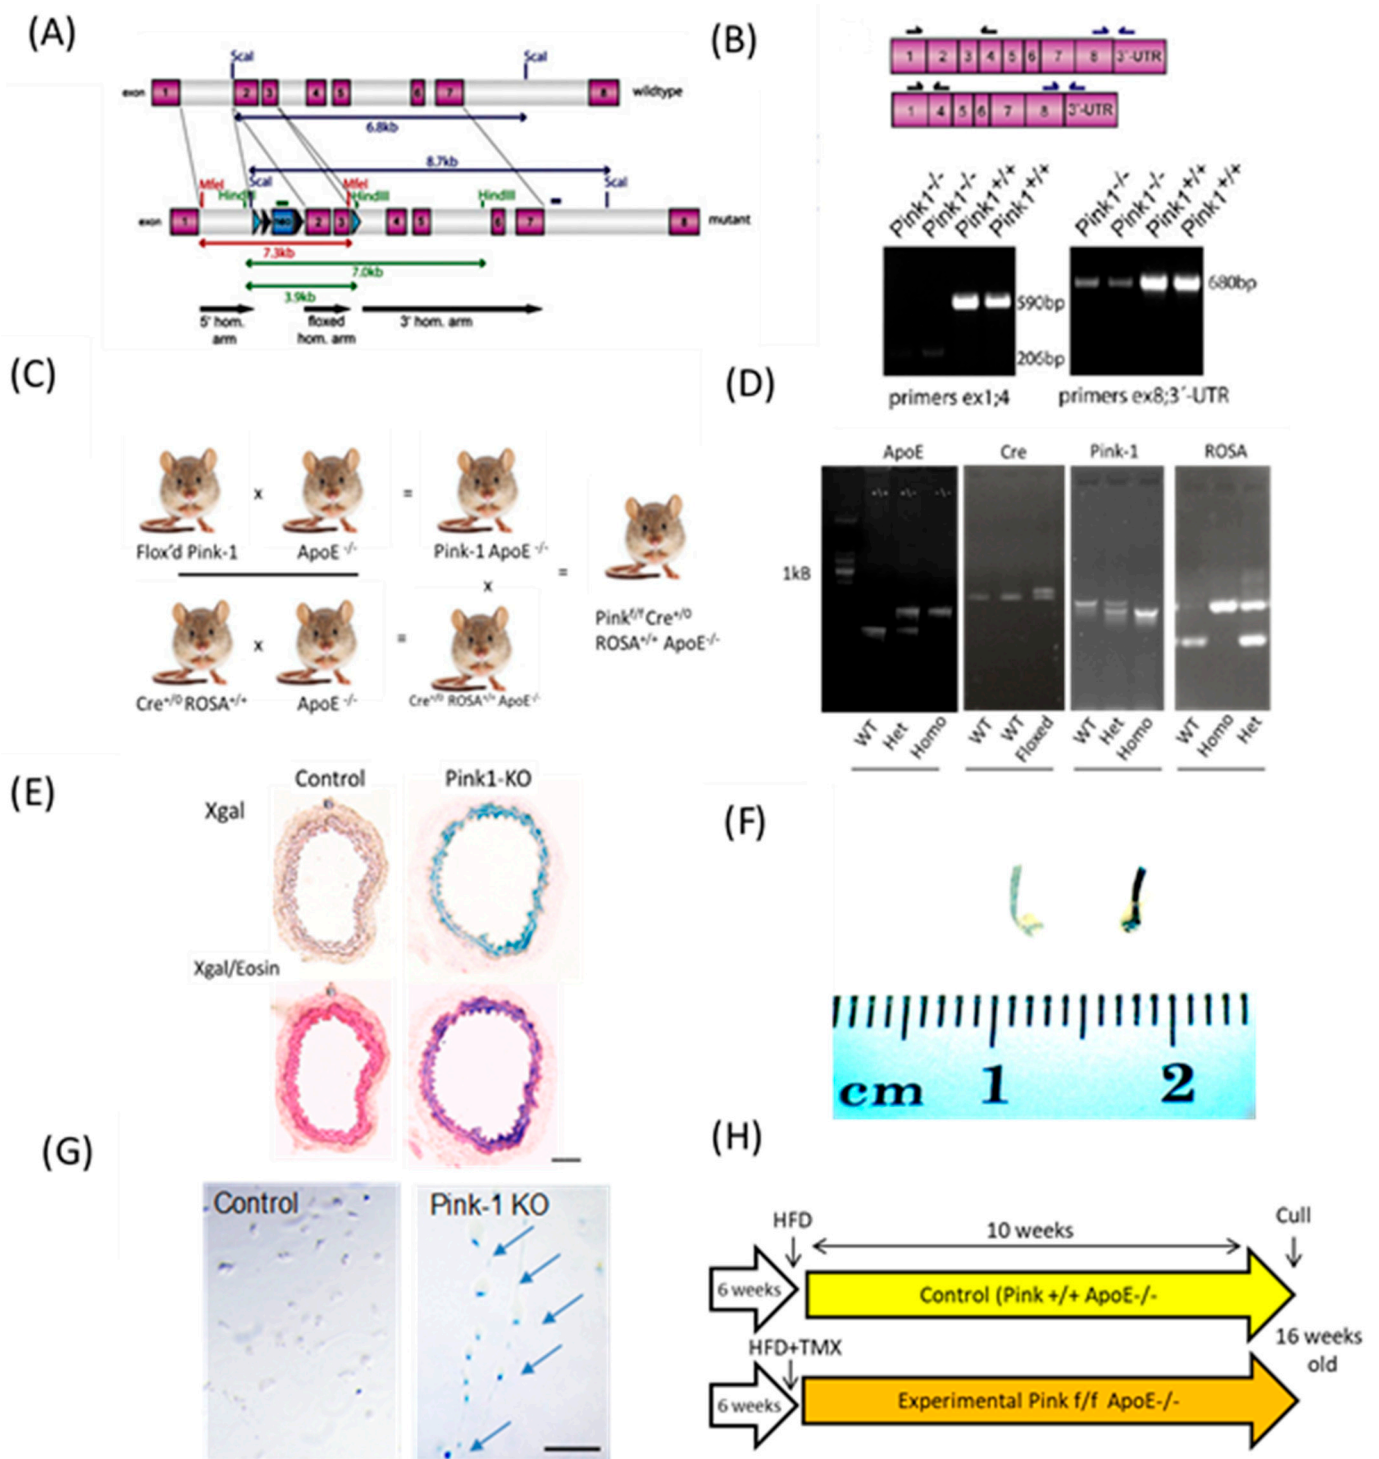 (A)
ScaI
ScaI
exon
1
2
3
4
5
6
7
8
wildtype
6.8kb
8.7kb
MfeI
HindIII
ScaI
MfeI
HindIII
HindIII
ScaI
exon
1
neo
2
3
4
5
6
7
8
mutant
7.3kb
7.0kb
3.9kb
5' hom. arm
floxed hom. arm
3' hom. arm
(B)
1 2 3 4 5 6 7 8 3´-UTR
1 4 5 6 7 8 3´-UTR
Pink1-/- Pink1-/- Pink1+/+ Pink1+/+
Pink1-/- Pink1-/- Pink1+/+ Pink1+/+
590bp
206bp
680bp
primers ex1;4
primers ex8;3´-UTR
(C)
x
=
Flox'd Pink-1
ApoE -/-
Pink-1 ApoE -/-
x
=
Pink f/f Cre+/0
ROSA+/+ ApoE-/-
x
=
Cre+/0 ROSA+/+
ApoE -/-
Cre+/0 ROSA+/+ ApoE-/-
(D)
ApoE
Cre
Pink-1
ROSA
1kB
WT Het Homo
WT WT Floxed
WT Het Homo
WT Homo Het
(E)
Control
Pink1-KO
Xgal
Xgal/Eosin
(F)
cm 1 2
(G)
Control
Pink-1 KO
(H)
HFD
10 weeks
Cull
6 weeks
Control (Pink +/+ ApoE-/-
HFD+TMX
16 weeks
old
6 weeks
Experimental Pink f/f ApoE-/-